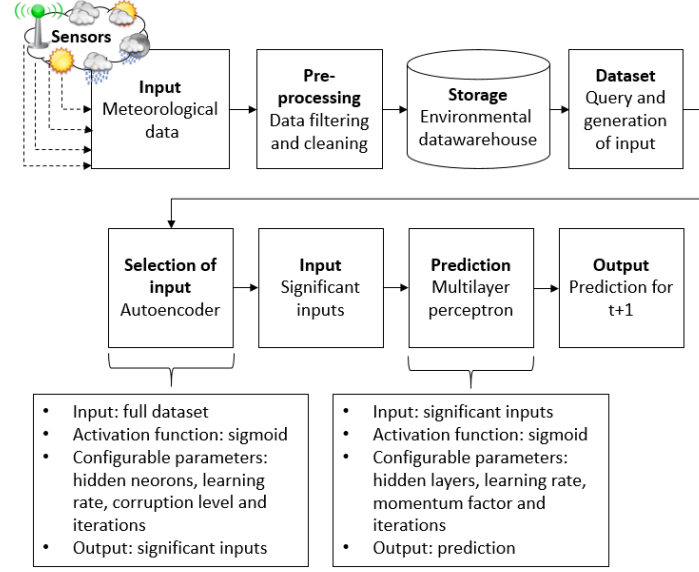 Sensors
Input
Meteorological
data
Pre-
processing
Data filtering
and cleaning
Storage
Environmental
datawarehouse
Dataset
Query and
generation
of input
Selection of
input
Autoencoder
Input
Significant
inputs
Prediction
Multilayer
perceptron
Output
Prediction for
t+1
• Input: full dataset
• Activation function: sigmoid
• Configurable parameters:
hidden neorons, learning
rate, corruption level and
iterations
• Output: significant inputs
• Input: significant inputs
• Activation function: sigmoid
• Configurable parameters:
hidden layers, learning rate,
momentum factor and
iterations
• Output: prediction